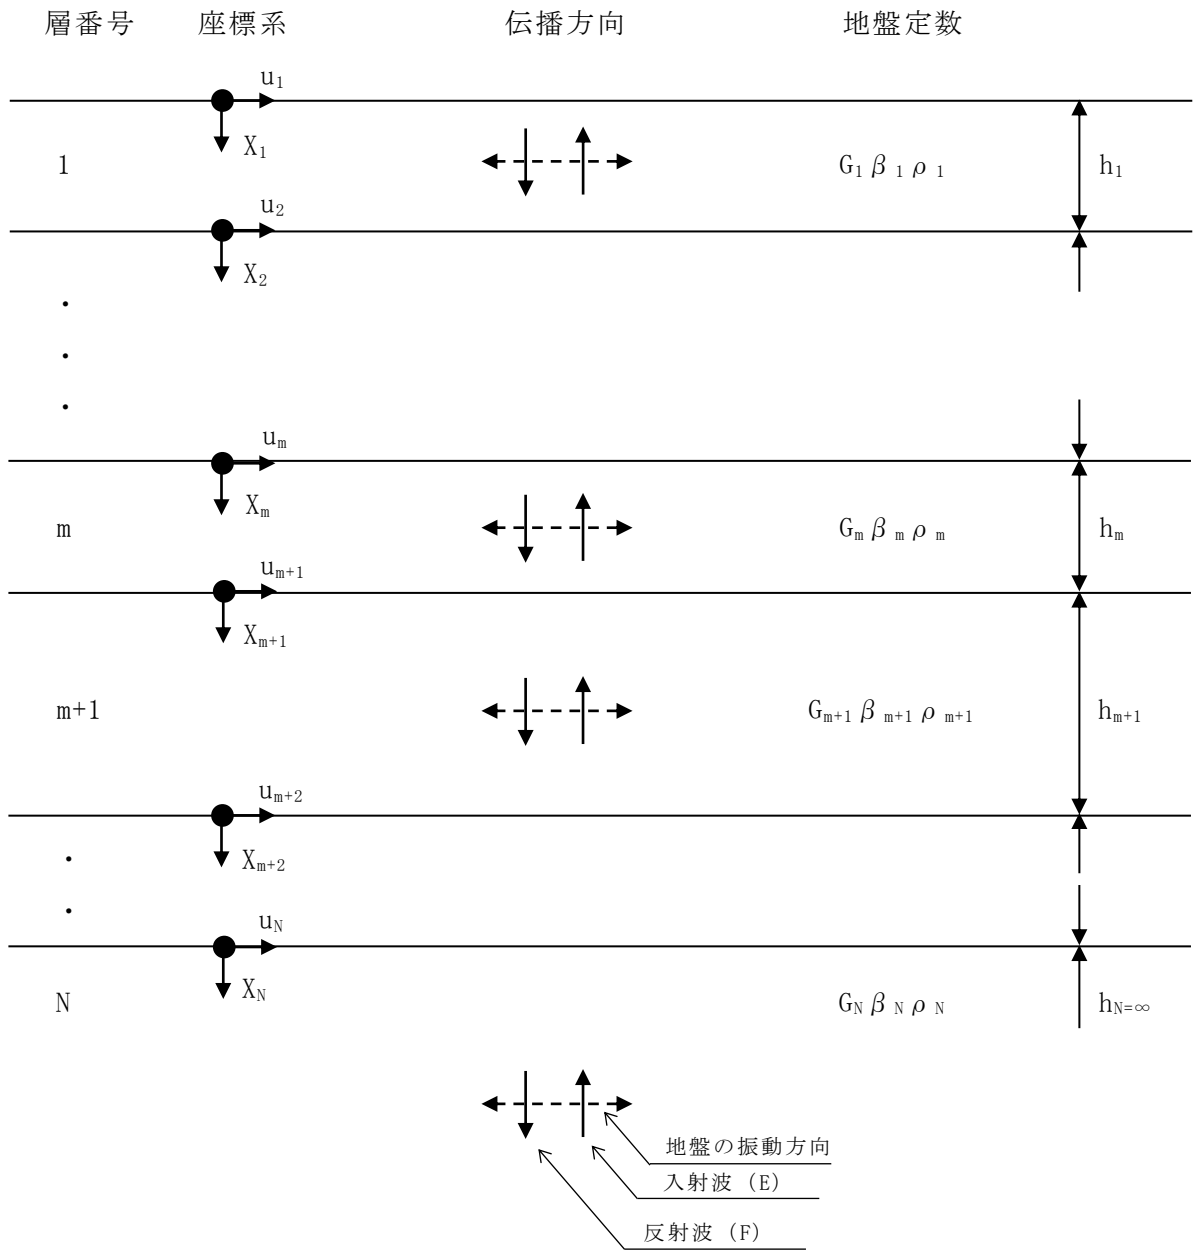 層番号 座標系 伝播方向 地盤定数
u1
X1
1 G1 β1 ρ1 h1
u2
X2
・
・
・
um
Xm
m Gm βm ρm hm
um+1
Xm+1
m+1 Gm+1 βm+1 ρm+1 hm+1
um+2
Xm+2
・
・
uN
XN
N GN βN ρN hN=∞
地盤の振動方向
入射波 (E)
反射波 (F)